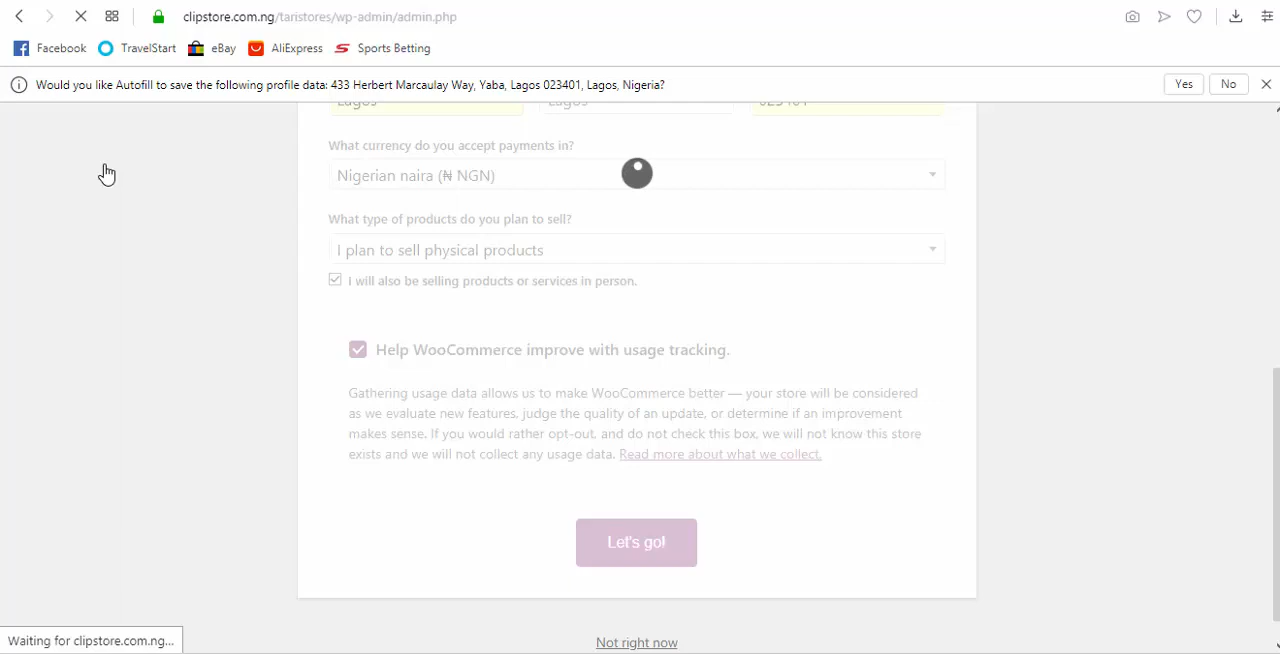 clipstore.com.ng/taristores/wp-admin/admin.php
Facebook TravelStart eBay AliExpress Sports Betting
Would you like Autofill to save the following profile data: 433 Herbert Marcaulay Way, Yaba, Lagos 023401, Lagos, Nigeria? Yes No
Lagos Lagos 023401
What currency do you accept payments in?
Nigerian naira (₦ NGN)
What type of products do you plan to sell?
I plan to sell physical products
I will also be selling products or services in person.
Help WooCommerce improve with usage tracking.
Gathering usage data allows us to make WooCommerce better — your store will be considered
as we evaluate new features, judge the quality of an update, or determine if an improvement
makes sense. If you would rather opt-out, and do not check this box, we will not know this store
exists and we will not collect any usage data. Read more about what we collect.
Let's go!
Waiting for clipstore.com.ng...
Not right now